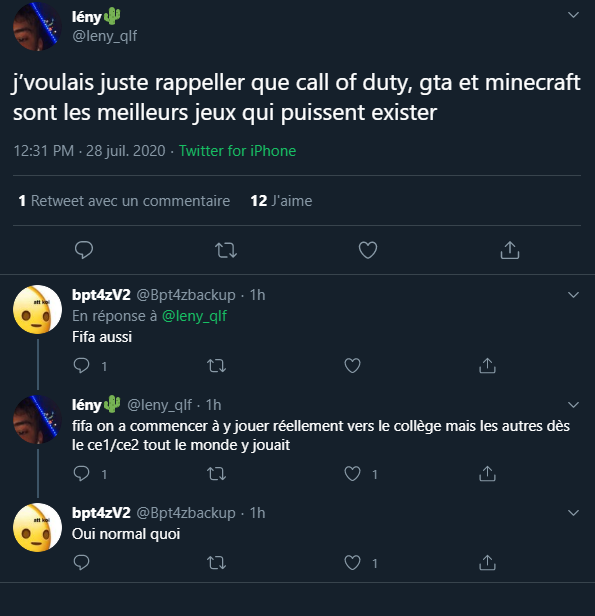 lény🌵
@leny_qlf
j’voulais juste rappeller que call of duty, gta et minecraft
sont les meilleurs jeux qui puissent exister
12:31 PM · 28 juil. 2020 · Twitter for iPhone
1 Retweet avec un commentaire 12 J'aime
bpt4zV2 @Bpt4zbackup · 1h
En réponse à @leny_qlf
Fifa aussi
1
lény🌵 @leny_qlf · 1h
fifa on a commencer à y jouer réellement vers le collège mais les autres dès
le ce1/ce2 tout le monde y jouait
1 1
bpt4zV2 @Bpt4zbackup · 1h
Oui normal quoi
1